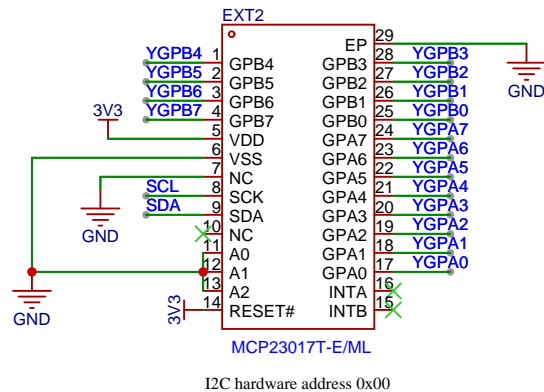 EXT2
EP 29
YGPB4 1 GPB4 GPB3 28 YGPB3
YGPB5 2 GPB5 GPB2 27 YGPB2
YGPB6 3 GPB6 GPB1 26 YGPB1
YGPB7 4 GPB7 GPB0 25 YGPB0
3V3 5 VDD GPA7 24 YGPA7
6 VSS GPA6 23 YGPA6
7 NC GPA5 22 YGPA5
SCL 8 SCK GPA4 21 YGPA4
SDA 9 SDA GPA3 20 YGPA3
10 NC GPA2 19 YGPA2
11 A0 GPA1 18 YGPA1
12 A1 GPA0 17 YGPA0
13 A2 INTA 16
3V3 14 RESET# INTB 15
GND
GND
GND
MCP23017T-E/ML
I2C hardware address 0x00